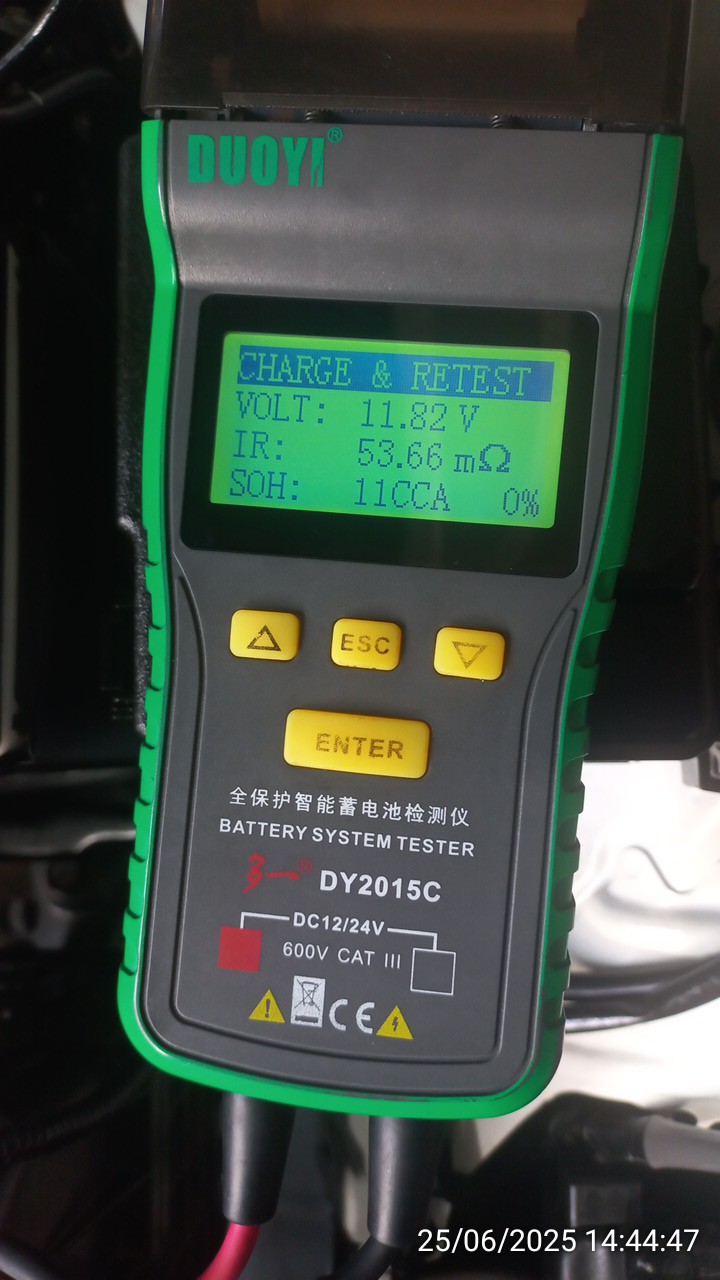 DUOYI®
CHARGE & RETEST
VOLT: 11.82 V
IR: 53.66 mΩ
SOH: 11CCA 0%
ESC
ENTER
全保护智能蓄电池检测仪
BATTERY SYSTEM TESTER
多一® DY2015C
DC12/24V
600V CAT III
CE
25/06/2025 14:44:47